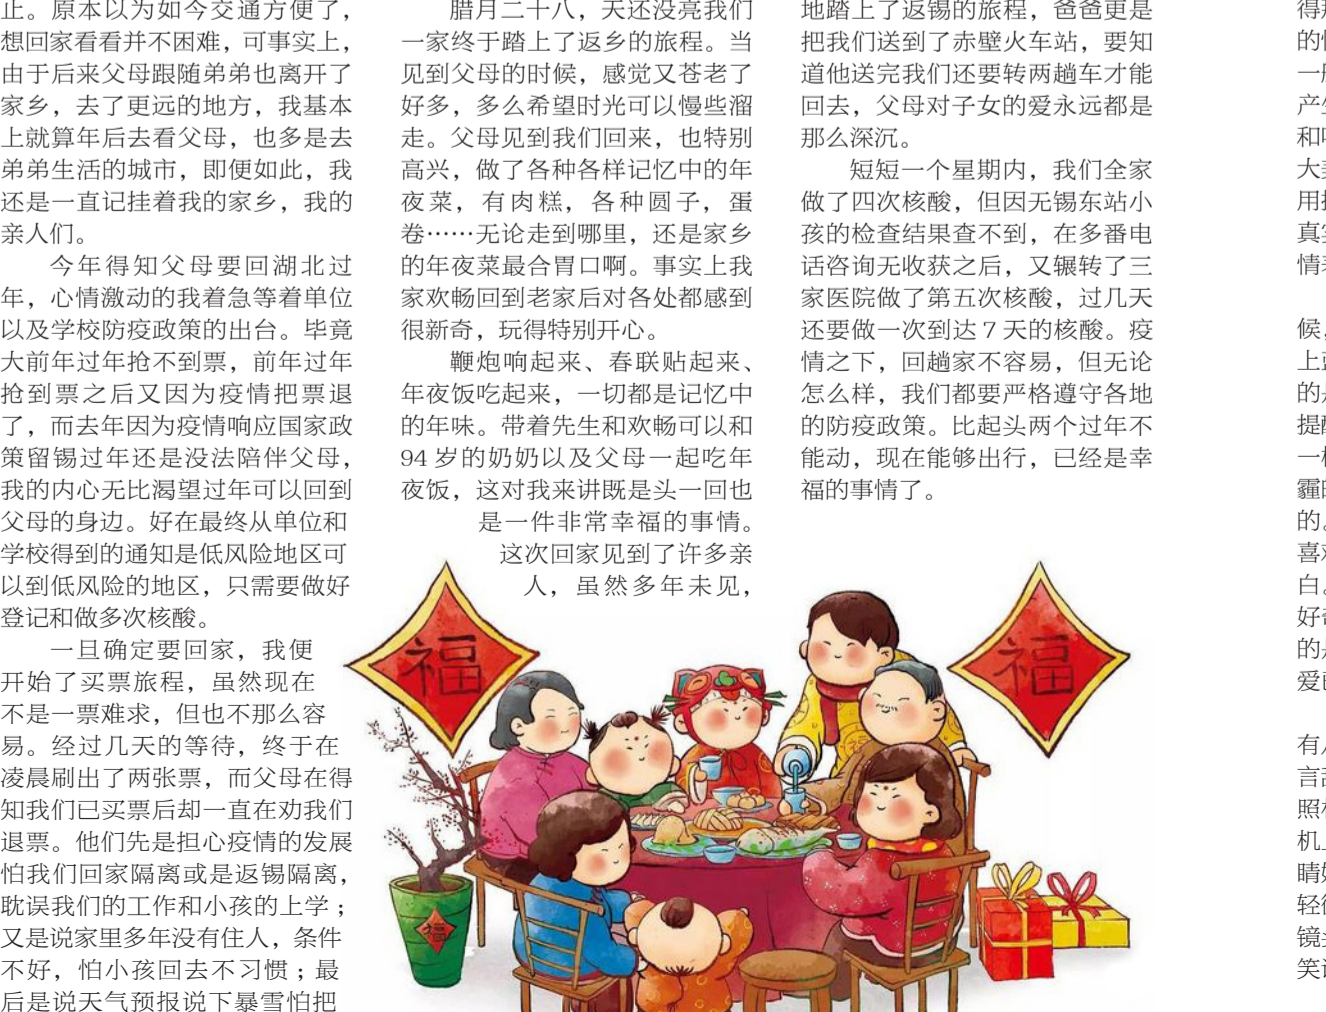 止。原本以为如今交通方便了，
想回家看看并不困难，可事实上，
由于后来父母跟随弟弟也离开了
家乡，去了更远的地方，我基本
上就算年后去看父母，也多是去
弟弟生活的城市，即便如此，我
还是一直记挂着我的家乡，我的
亲人们。
今年得知父母要回湖北过
年，心情激动的我着急等着单位
以及学校防疫政策的出台。毕竟
大前年过年抢不到票，前年过年
抢到票之后又因为疫情把票退
了，而去年因为疫情响应国家政
策留锡过年还是没法陪伴父母，
我的内心无比渴望过年可以回到
父母的身边。好在最终从单位和
学校得到的通知是低风险地区可
以到低风险的地区，只需要做好
登记和做多次核酸。
一旦确定要回家，我便
开始了买票旅程，虽然现在
不是一票难求，但也不那么容
易。经过几天的等待，终于在
凌晨刷出了两张票，而父母在得
知我们已买票后却一直在劝我们
退票。他们先是担心疫情的发展
怕我们回家隔离或是返锡隔离，
耽误我们的工作和小孩的上学；
又是说家里多年没有住人，条件
不好，怕小孩回去不习惯；最
后是说天气预报说下暴雪怕把
腊月二十八，天还没亮我们
一家终于踏上了返乡的旅程。当
见到父母的时候，感觉又苍老了
好多，多么希望时光可以慢些溜
走。父母见到我们回来，也特别
高兴，做了各种各样记忆中的年
夜菜，有肉糕，各种圆子，蛋
卷……无论走到哪里，还是家乡
的年夜菜最合胃口啊。事实上我
家欢畅回到老家后对各处都感到
很新奇，玩得特别开心。
鞭炮响起来、春联贴起来、
年夜饭吃起来，一切都是记忆中
的年味。带着先生和欢畅可以和
94 岁的奶奶以及父母一起吃年
夜饭，这对我来讲既是头一回也
是一件非常幸福的事情。
这次回家见到了许多亲
人，虽然多年未见，
地踏上了返锡的旅程，爸爸更是
把我们送到了赤壁火车站，要知
道他送完我们还要转两趟车才能
回去，父母对子女的爱永远都是
那么深沉。
短短一个星期内，我们全家
做了四次核酸，但因无锡东站小
孩的检查结果查不到，在多番电
话咨询无收获之后，又辗转了三
家医院做了第五次核酸，过几天
还要做一次到达 7 天的核酸。疫
情之下，回趟家不容易，但无论
怎么样，我们都要严格遵守各地
的防疫政策。比起头两个过年不
能动，现在能够出行，已经是幸
福的事情了。
福
福
的
一
产
和
大
用
真
情
候，
上
的是
提
一
霾
的。
喜
白。
好
的是
爱
有
言
照
机
睛
轻
镜
笑